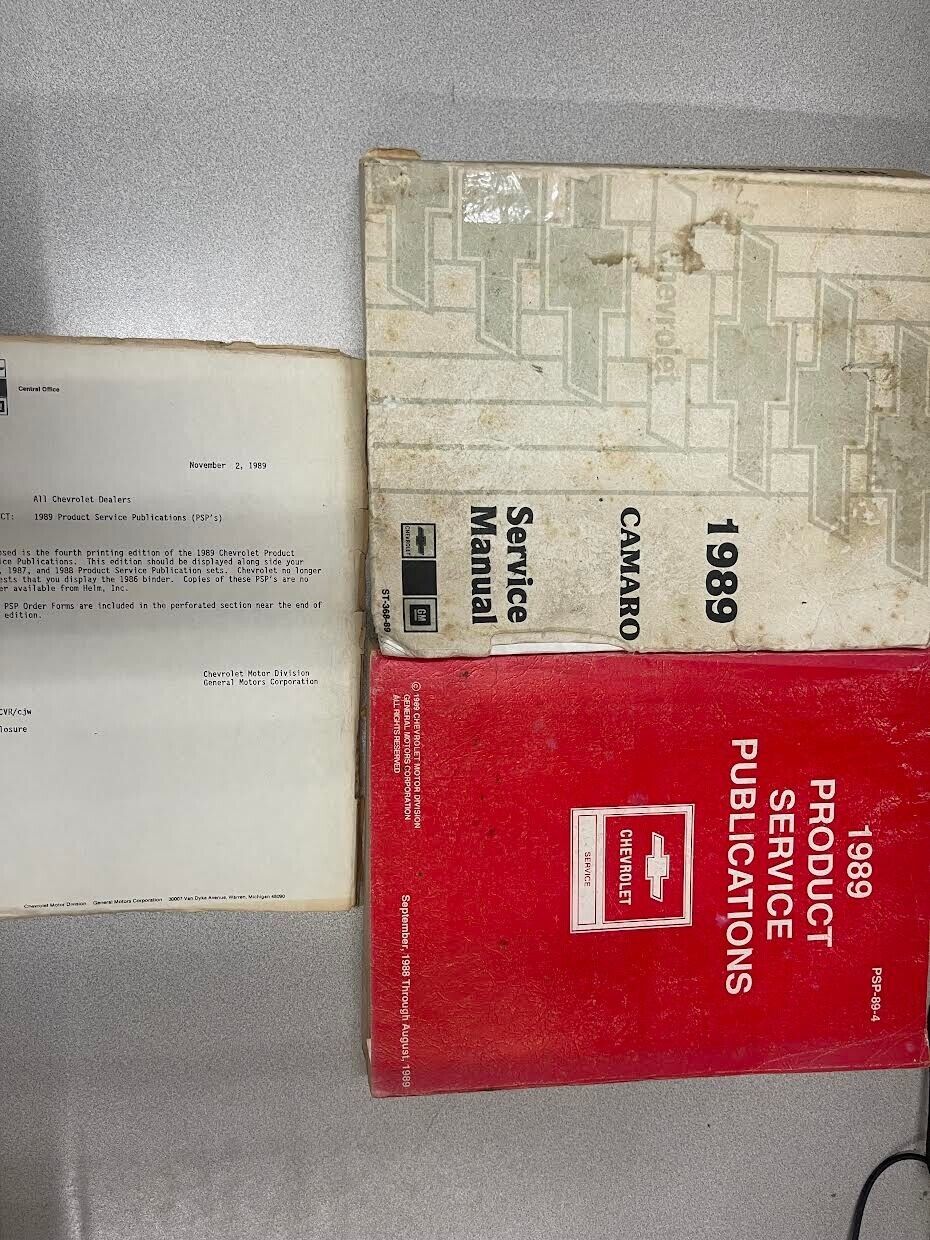 Central Office
November 2, 1989
All Chevrolet Dealers
CT: 1989 Product Service Publications (PSP's)
osed is the fourth printing edition of the 1989 Chevrolet Product
ice Publications. This edition should be displayed along side your
, 1987, and 1988 Product Service Publication sets. Chevrolet no longer
ests that you display the 1986 binder. Copies of these PSP's are no
er available from Helm, Inc.
PSP Order Forms are included in the perforated section near the end of
edition.
Chevrolet Motor Division
General Motors Corporation
CVR/cjw
losure
Chevrolet Motor Division General Motors Corporation 30007 Van Dyke Avenue, Warren, Michigan 48090
Chevrolet
1989
CAMARO
Service
Manual
CHEVROLET
GM
ST-368-89
PSP-89-4
1989
PRODUCT
SERVICE
PUBLICATIONS
CHEVROLET
SERVICE
© 1989 CHEVROLET MOTOR DIVISION
GENERAL MOTORS CORPORATION
ALL RIGHTS RESERVED
September, 1988 Through August, 1989